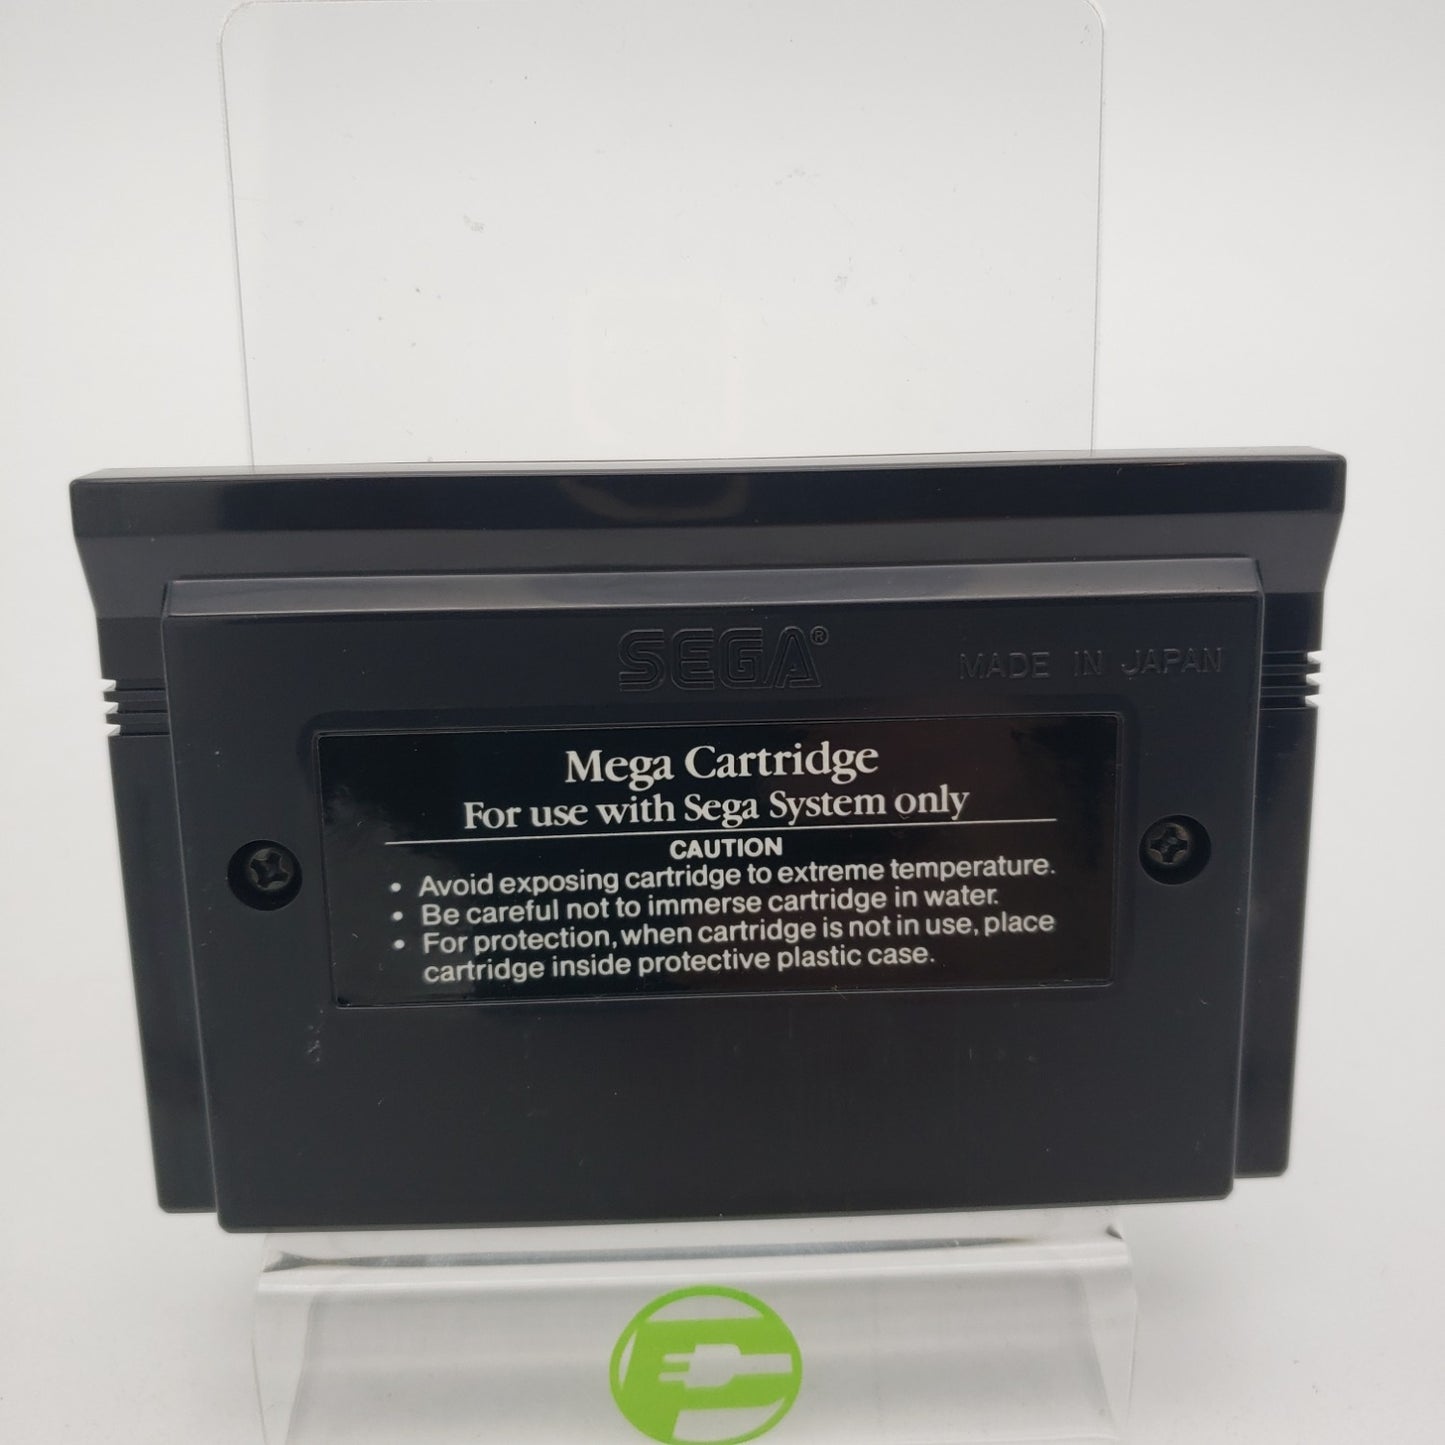 SEGA®
MADE IN JAPAN
Mega Cartridge
For use with Sega System only
CAUTION
• Avoid exposing cartridge to extreme temperature.
• Be careful not to immerse cartridge in water.
• For protection, when cartridge is not in use, place
cartridge inside protective plastic case.